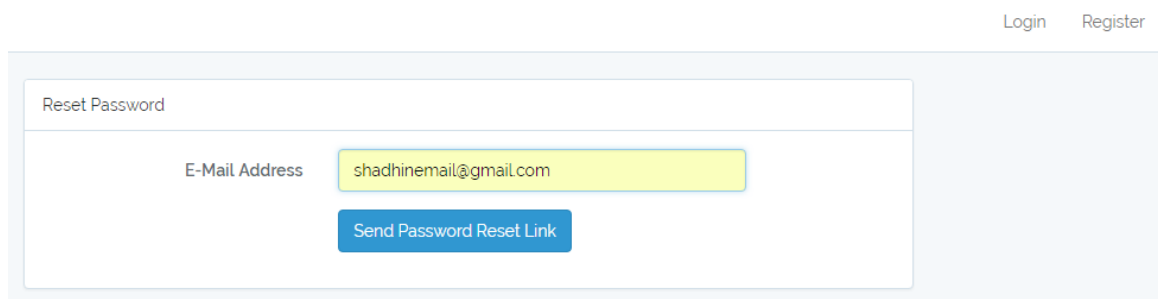 Login Register
Reset Password
E-Mail Address shadhinemail@gmail.com
Send Password Reset Link